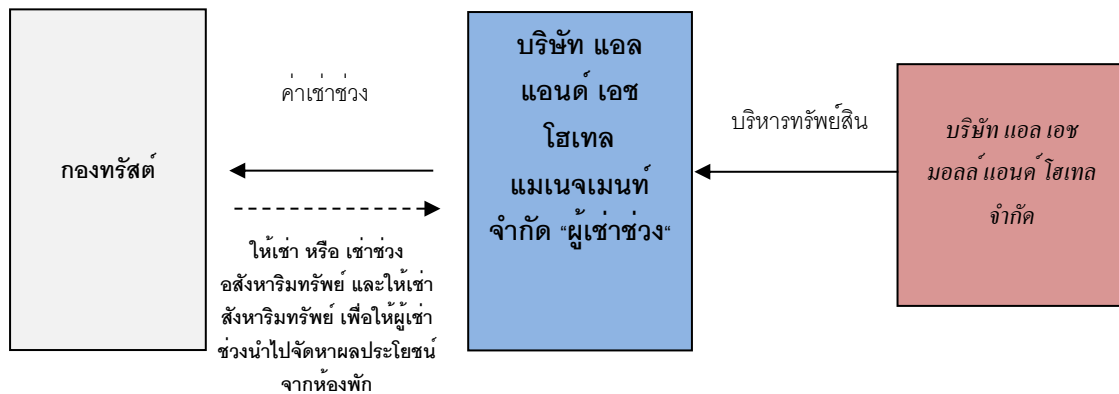 กองทรัสต์
ค่าเช่าช่วง
ให้เช่า หรือ เช่าช่วง
อสังหาริมทรัพย์ และให้เช่า
สังหาริมทรัพย์ เพื่อให้ผู้เช่า
ช่วงนำไปจัดหาผลประโยชน์
จากห้องพัก
บริษัท แอล
แอนด์ เอช
โฮเทล
แมเนจเมนท์
จำกัด “ผู้เช่าช่วง“
บริหารทรัพย์สิน
บริษัท แอล เอช
มอลล์ แอนด์ โฮเทล
จำกัด